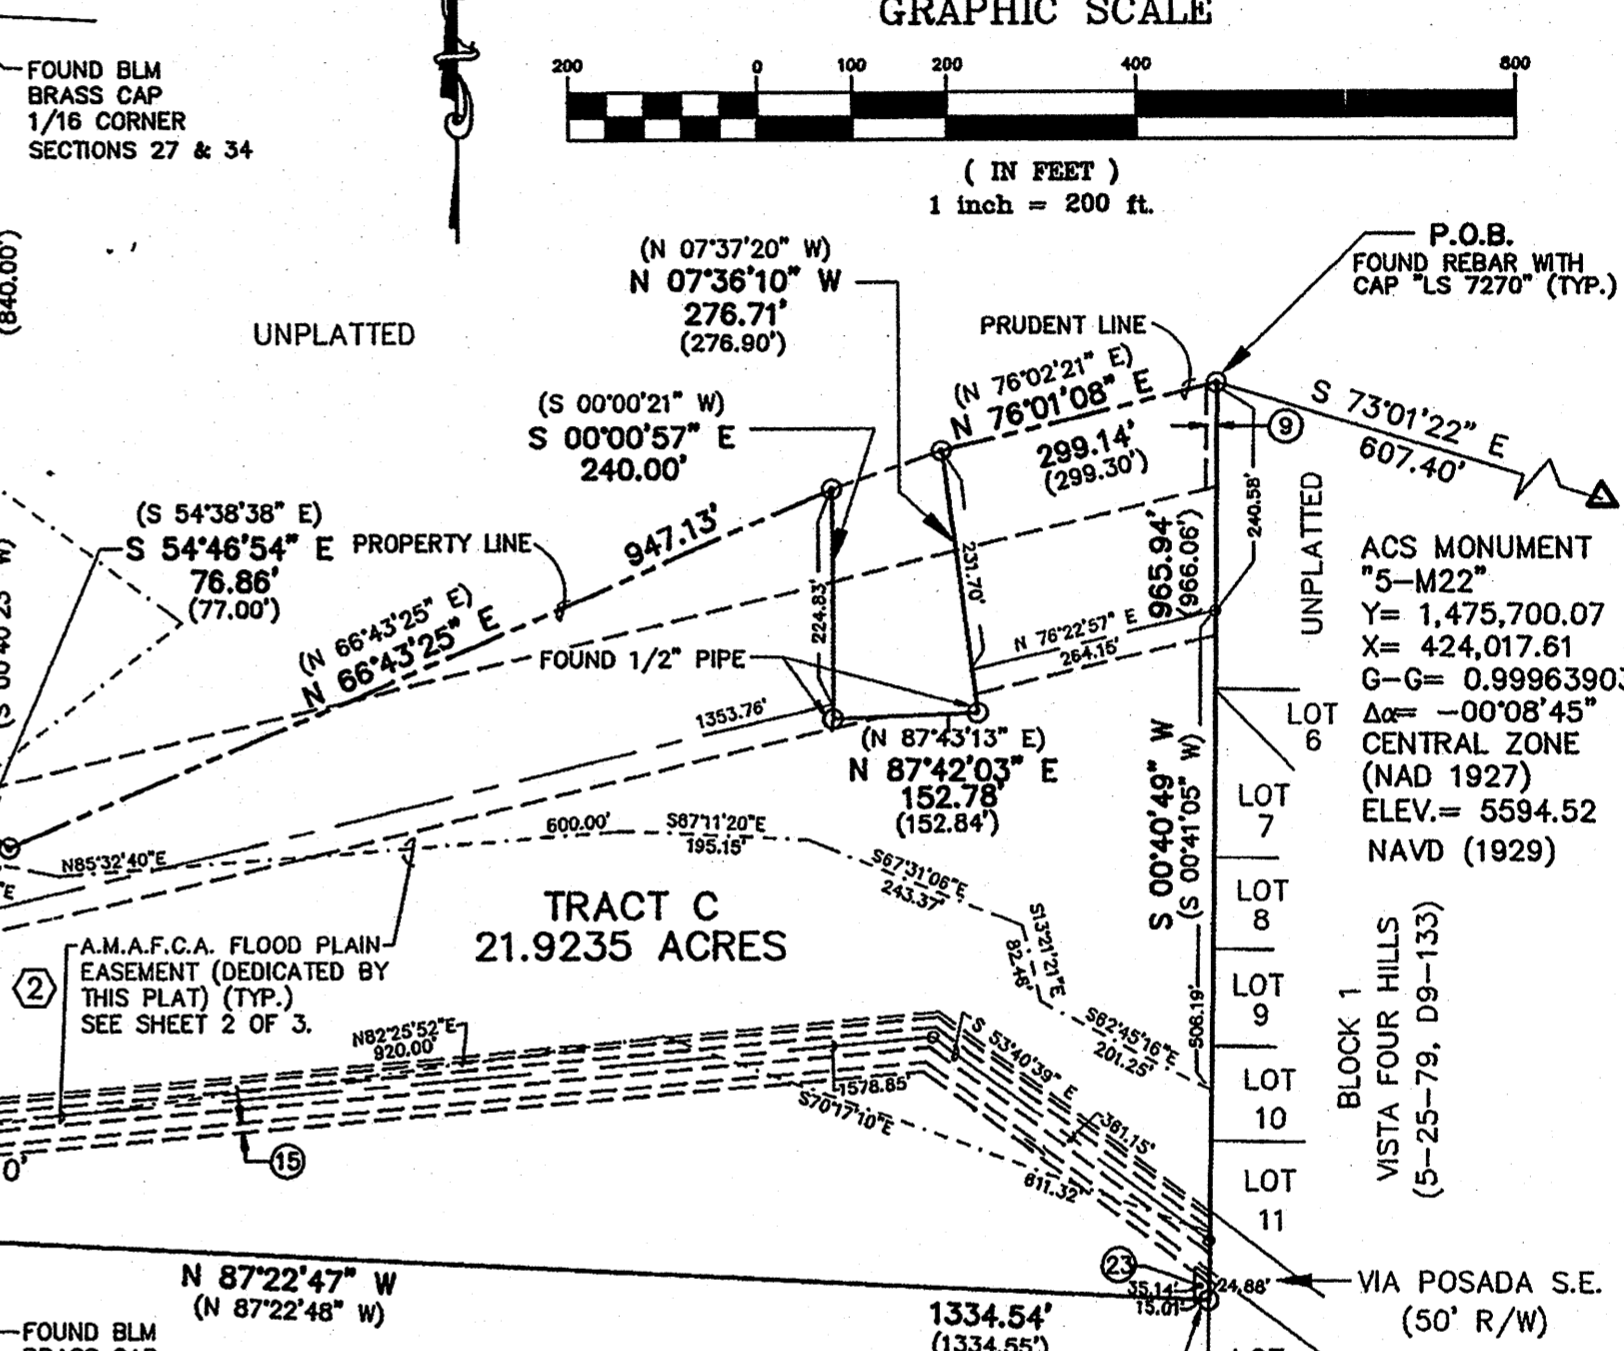 GRAPHIC SCALE
200 0 100 200 400 800
( IN FEET )
1 inch = 200 ft.
FOUND BLM
BRASS CAP
1/16 CORNER
SECTIONS 27 & 34
(840.00')
UNPLATTED
(N 07°37'20" W)
N 07°36'10" W
276.71'
(276.90')
P.O.B.
FOUND REBAR WITH
CAP "LS 7270" (TYP.)
PRUDENT LINE
(N 76°02'21" E)
N 76°01'08" E
299.14'
(299.30')
S 73°01'22" E
607.40'
9
(S 00°00'21" W)
S 00°00'57" E
240.00'
(S 54°38'38" E)
S 54°46'54" E
76.86'
(77.00')
PROPERTY LINE
947.13'
(N 66°43'25" E)
N 66°43'25" E
224.83'
231.70'
240.58'
965.94'
(966.06')
UNPLATTED
ACS MONUMENT
"5-M22"
Y= 1,475,700.07
X= 424,017.61
G-G= 0.9996390
Δα= -00°08'45"
CENTRAL ZONE
(NAD 1927)
ELEV.= 5594.52
NAVD (1929)
FOUND 1/2" PIPE
N 76°22'57" E
264.15'
1353.76'
(N 87°43'13" E)
N 87°42'03" E
152.78'
(152.84')
S 00°40'49" W
(S 00°41'05" W)
LOT
6
LOT
7
LOT
8
LOT
9
LOT
10
LOT
11
BLOCK 1
VISTA FOUR HILLS
(5-25-79, D9-133)
N85°32'40"E
600.00'
S87°11'20"E
195.15'
S67°31'06"E
243.37'
S13°21'21"E
82.48'
S62°45'16"E
201.25'
506.19'
TRACT C
21.9235 ACRES
2
A.M.A.F.C.A. FLOOD PLAIN
EASEMENT (DEDICATED BY
THIS PLAT) (TYP.)
SEE SHEET 2 OF 3.
N82°25'52"E
920.00'
S 53°40'39" E
361.15'
1578.85'
S70°17'10"E
611.32'
15
0'
23
35.14'
15.01'
24.88'
VIA POSADA S.E.
(50' R/W)
N 87°22'47" W
(N 87°22'48" W)
1334.54'
(1334.55')
FOUND BLM